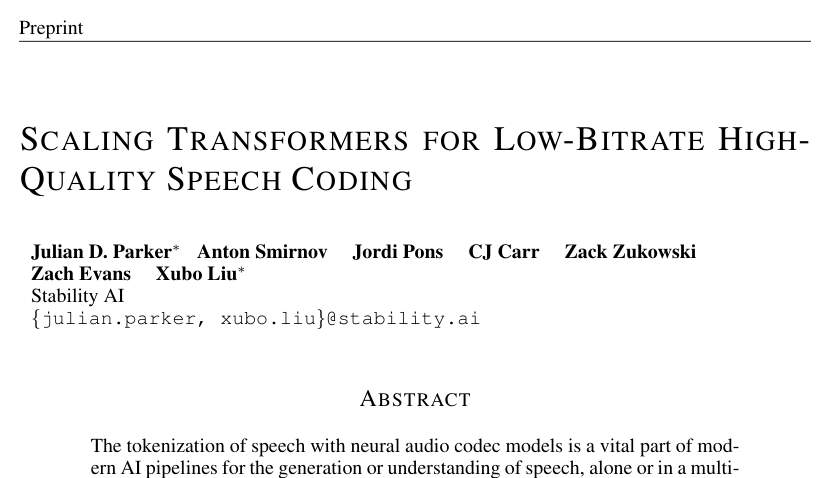 Preprint
SCALING TRANSFORMERS FOR LOW-BITRATE HIGH-
QUALITY SPEECH CODING
Julian D. Parker* Anton Smirnov Jordi Pons CJ Carr Zack Zukowski
Zach Evans Xubo Liu*
Stability AI
{julian.parker, xubo.liu}@stability.ai
ABSTRACT
The tokenization of speech with neural audio codec models is a vital part of mod-
ern AI pipelines for the generation or understanding of speech, alone or in a multi-